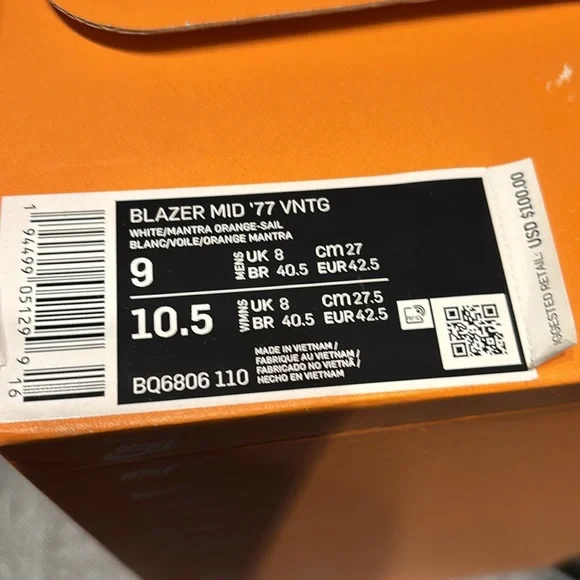 BLAZER MID '77 VNTG
WHITE/MANTRA ORANGE-SAIL
BLANC/VOILE/ORANGE MANTRA
9 MENS UK 8 CM 27
BR 40.5 EUR 42.5
10.5 WMNS UK 8 CM 27.5
BR 40.5 EUR 42.5
BQ6806 110
MADE IN VIETNAM /
FABRIQUE AU VIETNAM /
FABRICADO NO VIETNÃ /
HECHO EN VIETNAM
1 94499 05129 9 16
GGESTED RETAIL: USD $100.00